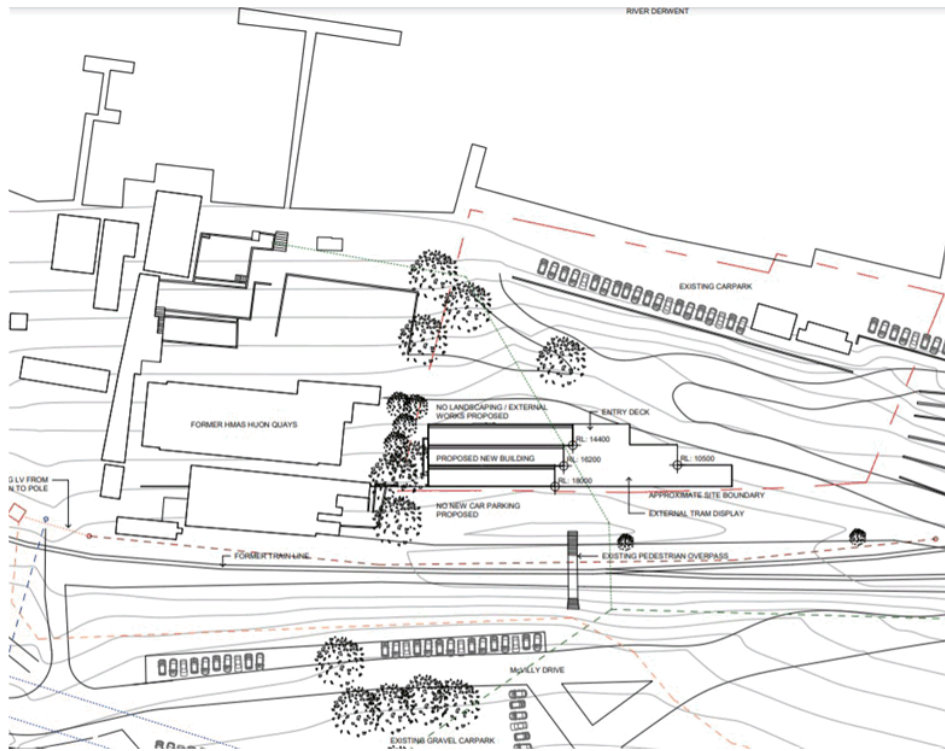 RIVER DERWENT
EXISTING CARPARK
NO LANDSCAPING / EXTERNAL
WORKS PROPOSED
ENTRY DECK
FORMER HMAS HUON QUAYS
RL: 14400
PROPOSED NEW BUILDING
RL: 16200
RL: 10500
G LV FROM
N TO POLE
RL: 18000
APPROXIMATE SITE BOUNDARY
NO NEW CAR PARKING
PROPOSED
EXTERNAL TRAM DISPLAY
FORMER TRAIN LINE
EXISTING PEDESTRIAN OVERPASS
McVILLY DRIVE
EXISTING GRAVEL CARPARK